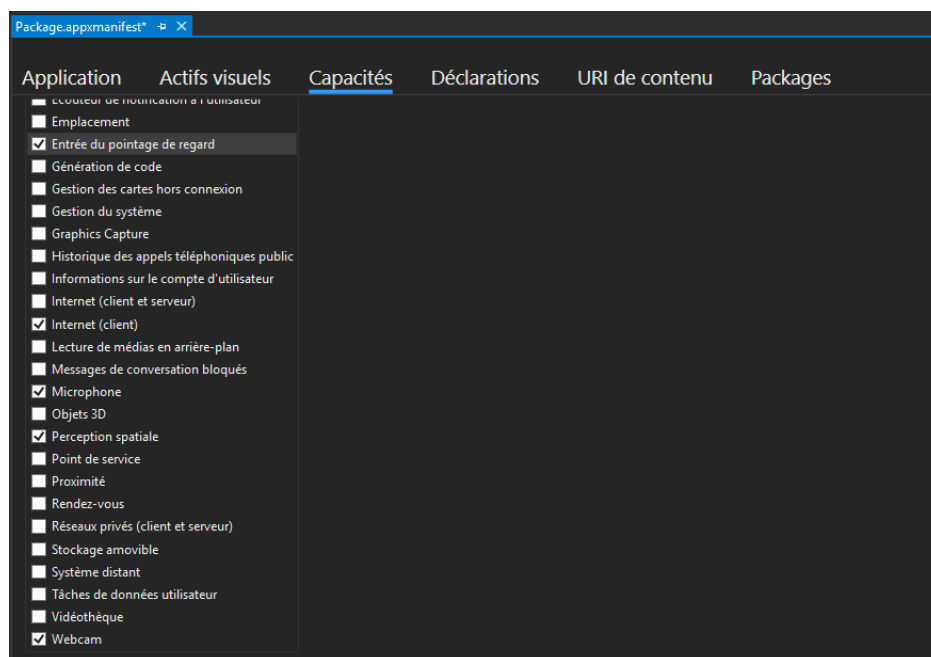 Package.appxmanifest*
Application Actifs visuels Capacités Déclarations URI de contenu Packages
Écouteur de notification à l'utilisateur
Emplacement
Entrée du pointage de regard
Génération de code
Gestion des cartes hors connexion
Gestion du système
Graphics Capture
Historique des appels téléphoniques public
Informations sur le compte d'utilisateur
Internet (client et serveur)
Internet (client)
Lecture de médias en arrière-plan
Messages de conversation bloqués
Microphone
Objets 3D
Perception spatiale
Point de service
Proximité
Rendez-vous
Réseaux privés (client et serveur)
Stockage amovible
Système distant
Tâches de données utilisateur
Vidéothèque
Webcam